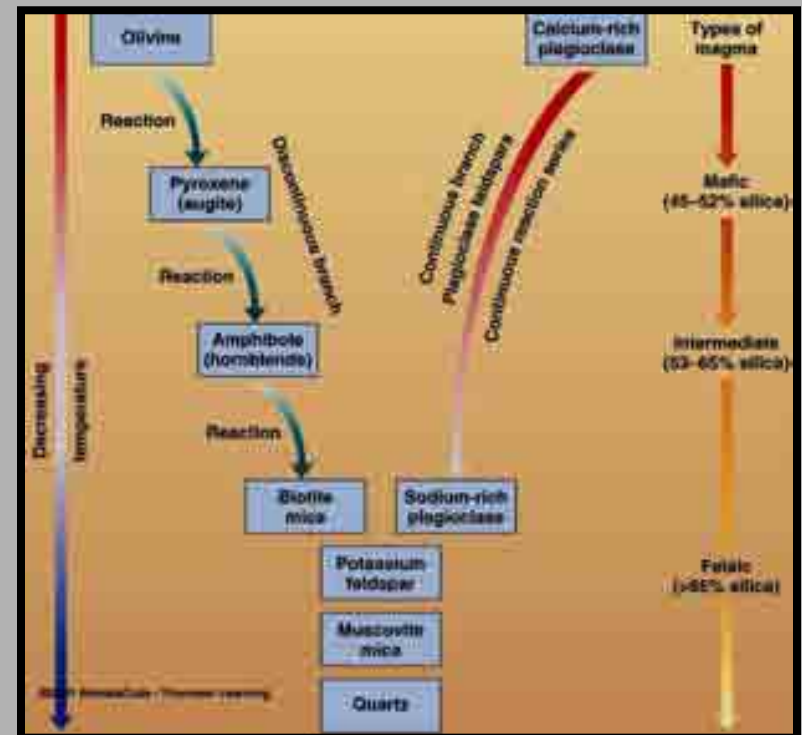 Olivine
Calcium-rich
plagioclase
Types of
magma
Reaction
Pyroxene
(augite)
Discontinuous branch
Continuous branch
Plagioclase feldspars
Continuous reaction series
Mafic
(45–52% silica)
Reaction
Amphibole
(hornblende)
Intermediate
(53–65% silica)
Decreasing
temperature
Reaction
Biotite
mica
Sodium-rich
plagioclase
Potassium
feldspar
Felsic
(>65% silica)
Muscovite
mica
Thomson Learning
Quartz